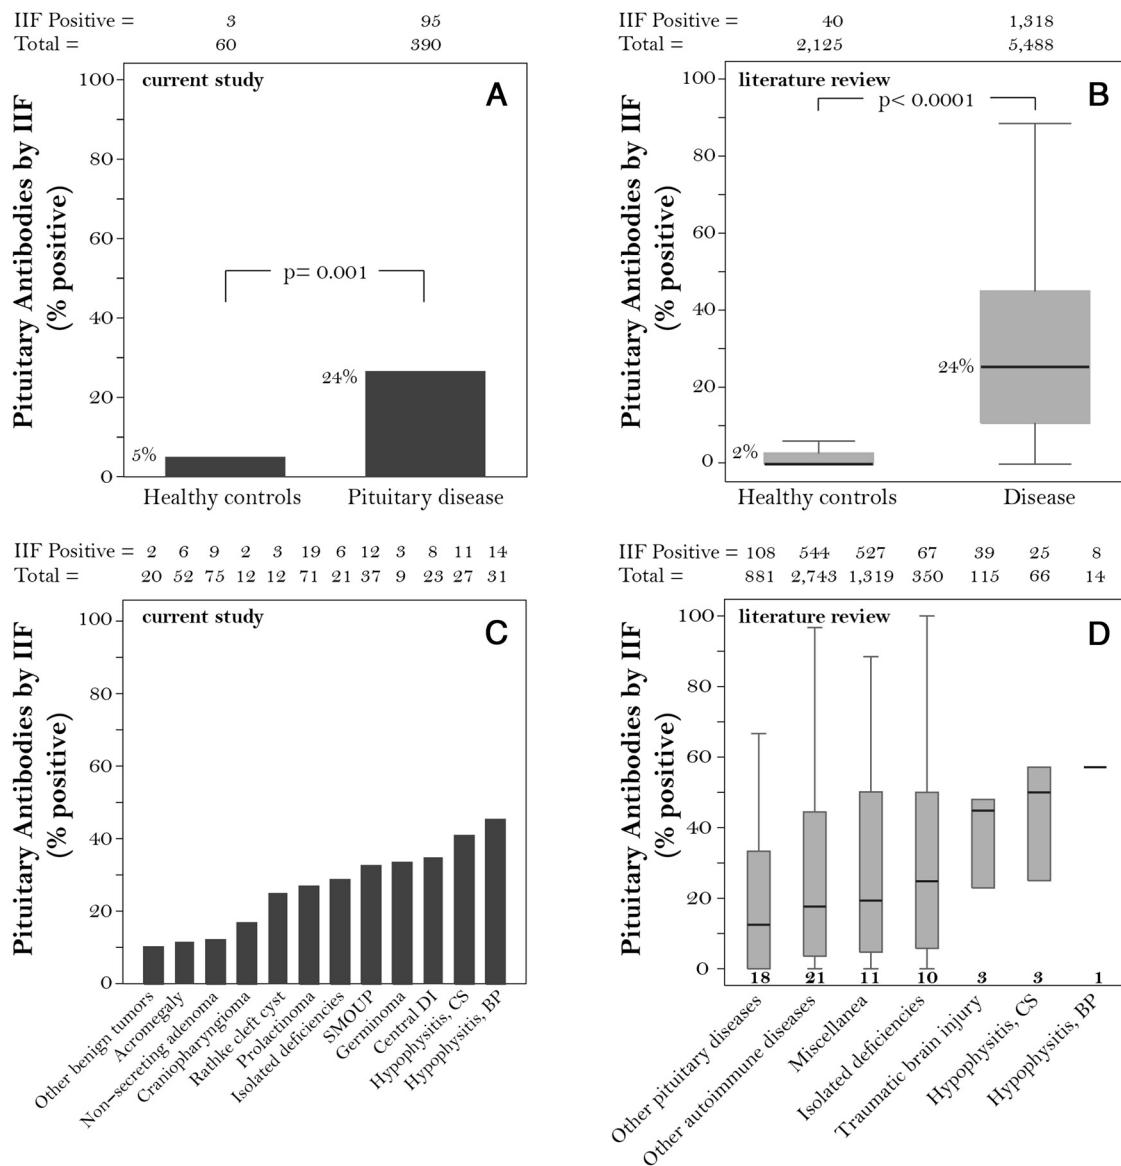 IIF Positive = 3 95
Total = 60 390
current study
A
Pituitary Antibodies by IIF
(% positive)
100
80
60
40
20
0
p= 0.001
24%
5%
Healthy controls Pituitary disease
IIF Positive = 40 1,318
Total = 2,125 5,488
literature review
B
Pituitary Antibodies by IIF
(% positive)
100
80
60
40
20
0
p< 0.0001
24%
2%
Healthy controls Disease
IIF Positive = 2 6 9 2 3 19 6 12 3 8 11 14
Total = 20 52 75 12 12 71 21 37 9 23 27 31
current study
C
Pituitary Antibodies by IIF
(% positive)
100
80
60
40
20
0
Other benign tumors
Acromegaly
Non-secreting adenoma
Craniopharyngioma
Rathke cleft cyst
Prolactinoma
Isolated deficiencies
SMOUP
Germinoma
Central DI
Hypophysitis, CS
Hypophysitis, BP
IIF Positive = 108 544 527 67 39 25 8
Total = 881 2,743 1,319 350 115 66 14
literature review
D
Pituitary Antibodies by IIF
(% positive)
100
80
60
40
20
0
18 21 11 10 3 3 1
Other pituitary diseases
Other autoimmune diseases
Miscellanea
Isolated deficiencies
Traumatic brain injury
Hypophysitis, CS
Hypophysitis, BP